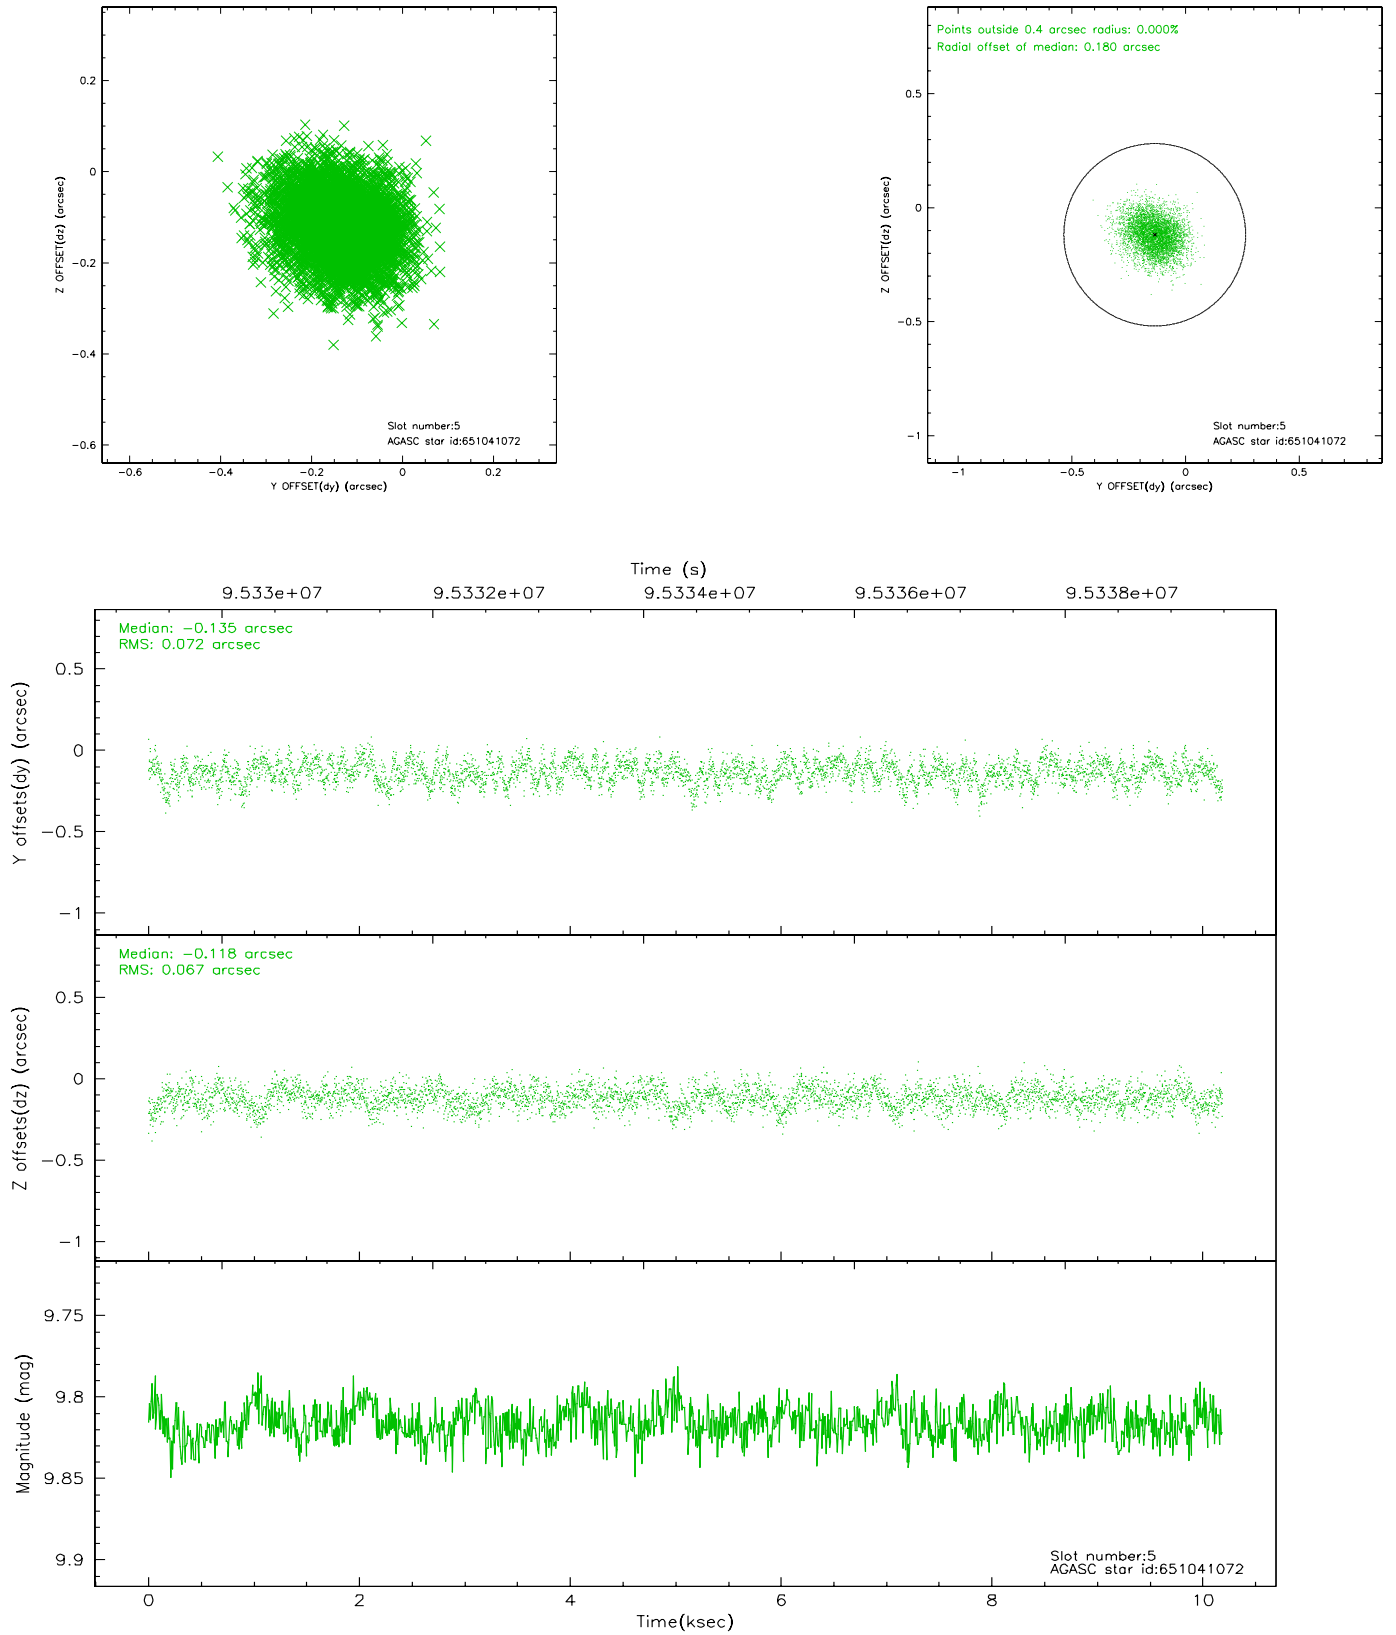 0.2
0
−0.2
−0.4
−0.6
Z OFFSET(dz) (arcsec)
Slot number:5
AGASC star id:651041072
−0.6 −0.4 −0.2 0 0.2
Y OFFSET(dy) (arcsec)
Points outside 0.4 arcsec radius: 0.000%
Radial offset of median: 0.180 arcsec
0.5
0
−0.5
−1
Z OFFSET(dz) (arcsec)
Slot number:5
AGASC star id:651041072
−1 −0.5 0 0.5
Y OFFSET(dy) (arcsec)
Time (s)
9.533e+07 9.5332e+07 9.5334e+07 9.5336e+07 9.5338e+07
Median: −0.135 arcsec
RMS: 0.072 arcsec
0.5
0
−0.5
−1
Y offsets(dy) (arcsec)
Median: −0.118 arcsec
RMS: 0.067 arcsec
0.5
0
−0.5
−1
Z offsets(dz) (arcsec)
9.75
9.8
9.85
9.9
Magnitude (mag)
Slot number:5
AGASC star id:651041072
0 2 4 6 8 10
Time(ksec)